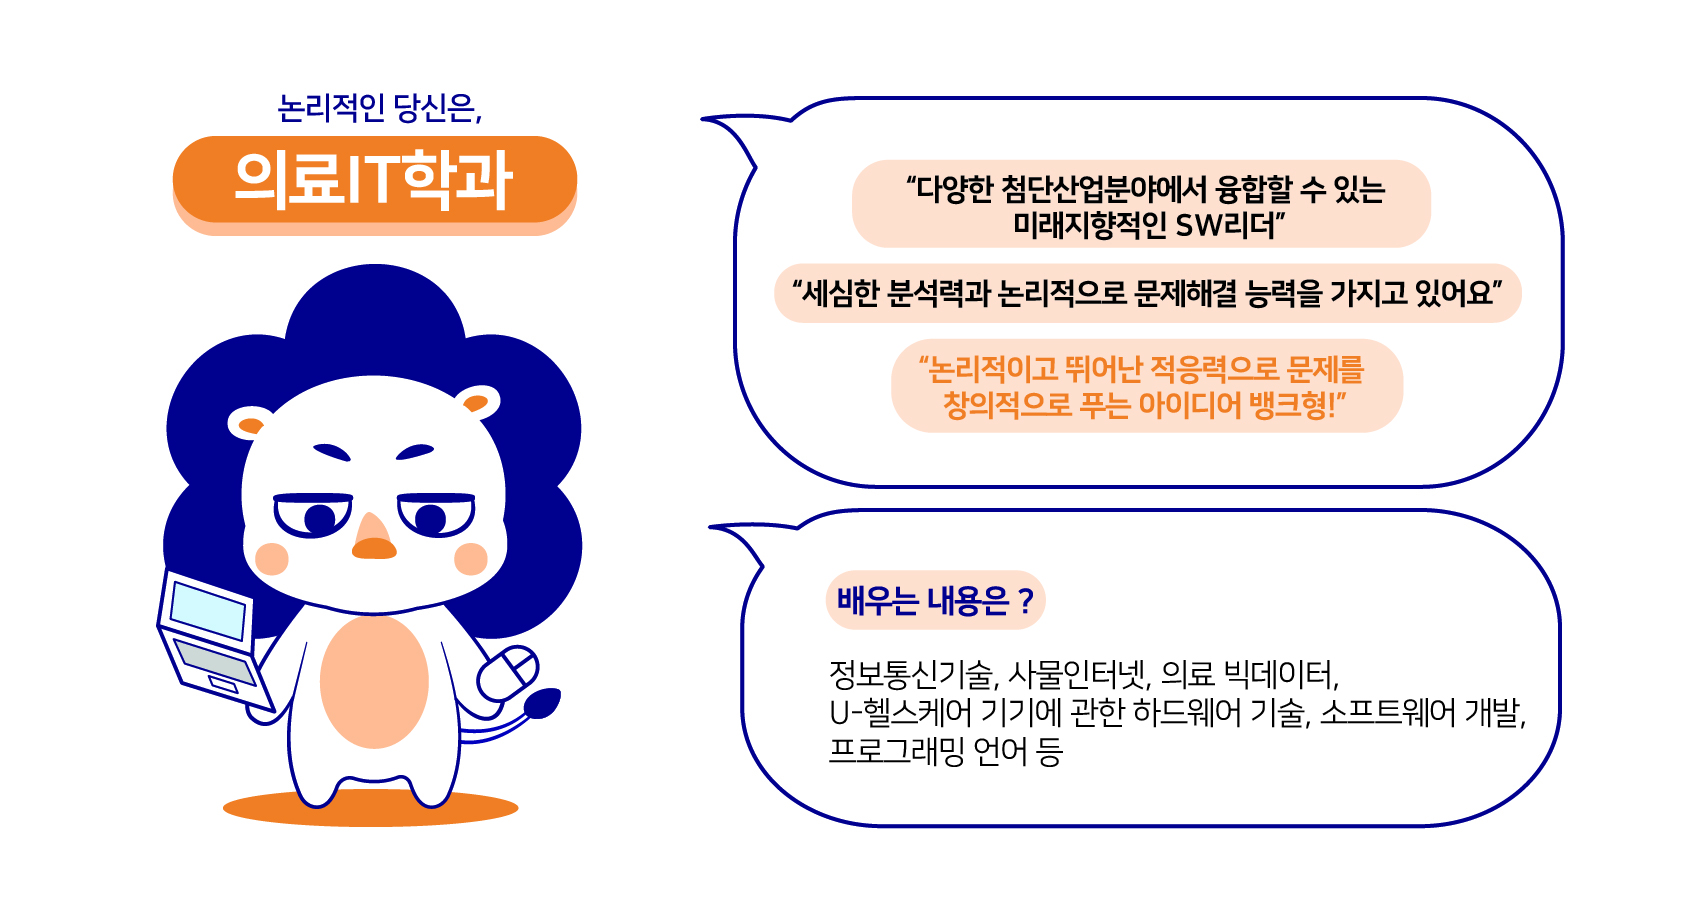 논리적인 당신은,
의료IT학과
“다양한 첨단산업분야에서 융합할 수 있는
미래지향적인 SW리더”
“세심한 분석력과 논리적으로 문제해결 능력을 가지고 있어요”
“논리적이고 뛰어난 적응력으로 문제를
창의적으로 푸는 아이디어 뱅크형!”
배우는 내용은 ?
정보통신기술, 사물인터넷, 의료 빅데이터,
U-헬스케어 기기에 관한 하드웨어 기술, 소프트웨어 개발,
프로그래밍 언어 등